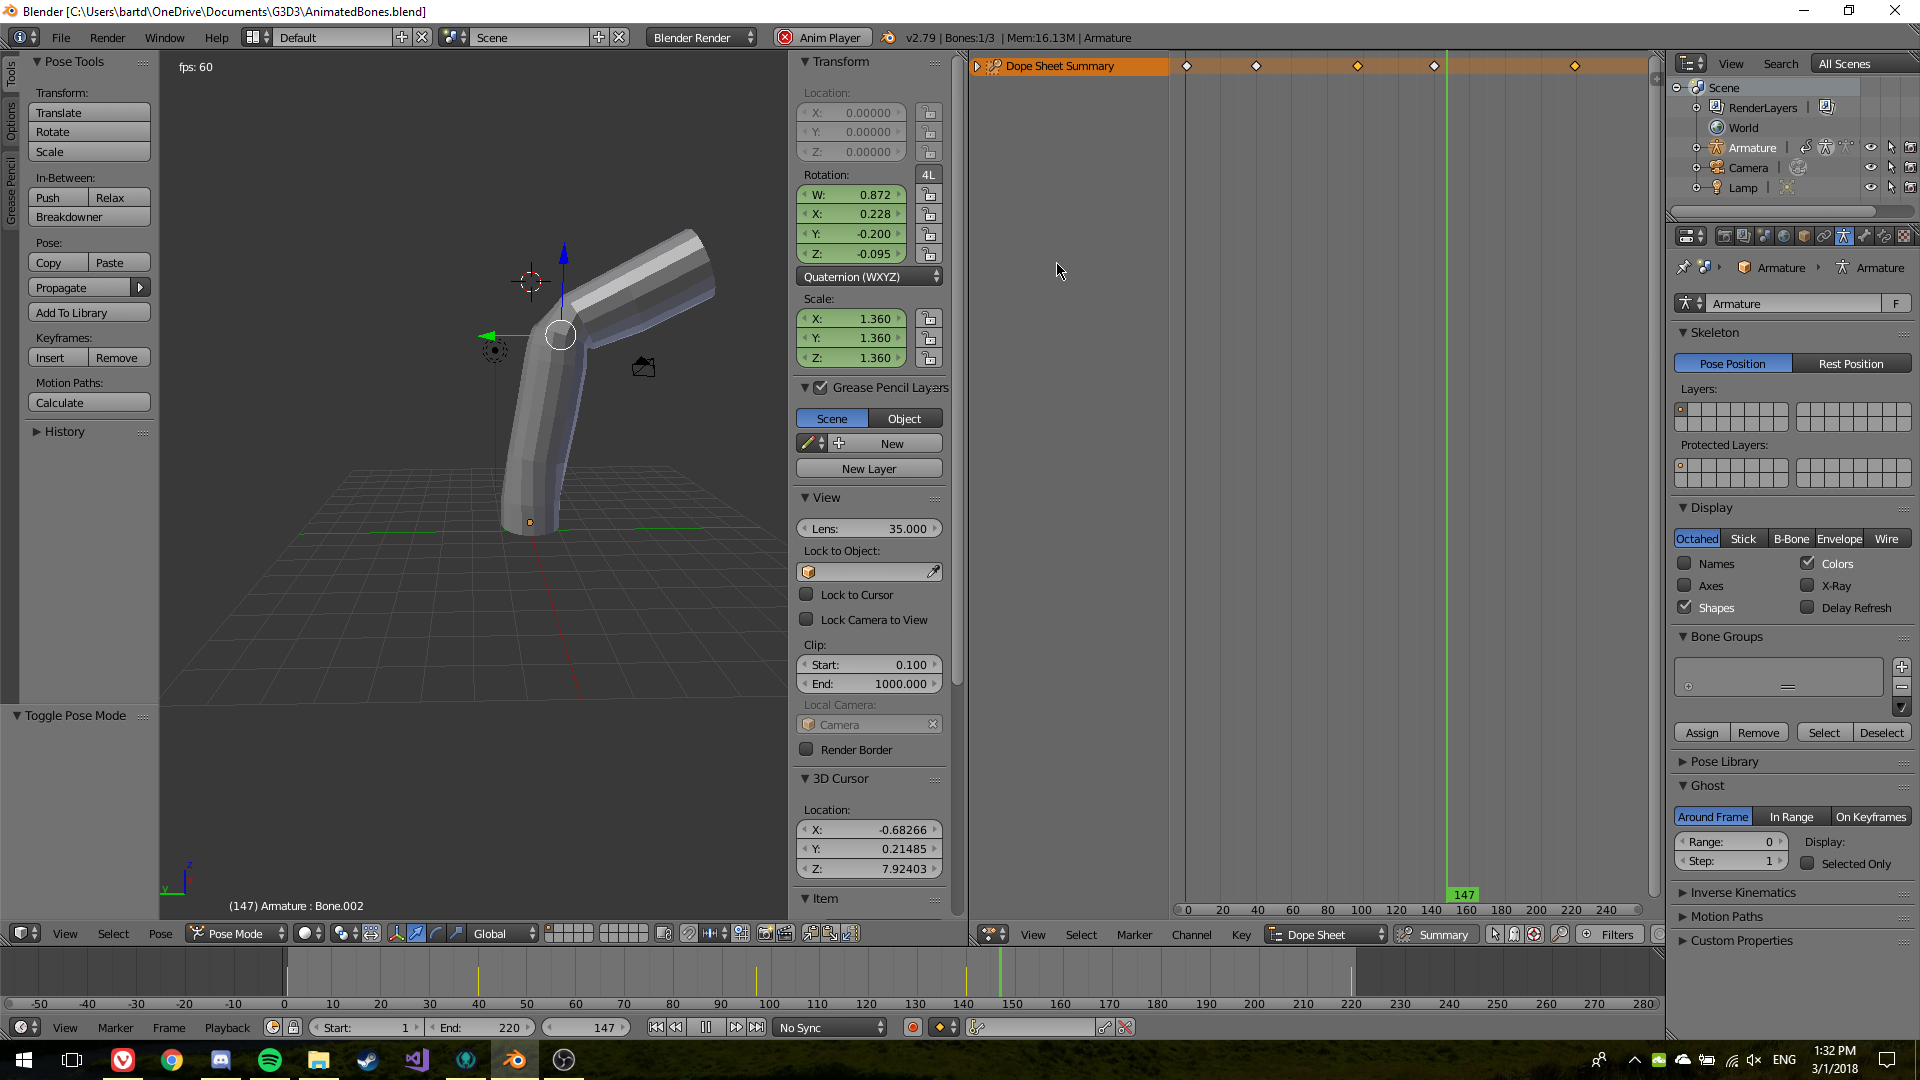 Blender [C:\Users\bartd\OneDrive\Documents\G3D3\AnimatedBones.blend]
File Render Window Help Default Scene Blender Render Anim Player v2.79 | Bones:1/3 | Mem:16.13M | Armature
Tools
Options
Grease Pencil
Pose Tools
Transform:
Translate
Rotate
Scale
In-Between:
Push Relax
Breakdowner
Pose:
Copy Paste
Propagate
Add To Library
Keyframes:
Insert Remove
Motion Paths:
Calculate
History
Toggle Pose Mode
fps: 60
z
y
(147) Armature : Bone.002
View Select Pose Pose Mode Global
Transform
Location:
X: 0.00000
Y: 0.00000
Z: 0.00000
Rotation: 4L
W: 0.872
X: 0.228
Y: -0.200
Z: -0.095
Quaternion (WXYZ)
Scale:
X: 1.360
Y: 1.360
Z: 1.360
Grease Pencil Layers
Scene Object
New
New Layer
View
Lens: 35.000
Lock to Object:
Lock to Cursor
Lock Camera to View
Clip:
Start: 0.100
End: 1000.000
Local Camera:
Camera
Render Border
3D Cursor
Location:
X: -0.68266
Y: 0.21485
Z: 7.92403
Item
Dope Sheet Summary
147
0 20 40 60 80 100 120 140 160 180 200 220 240
View Select Marker Channel Key Dope Sheet Summary Filters
View Search All Scenes
Scene
RenderLayers |
World
Armature |
Camera |
Lamp |
Armature Armature
Armature F
Skeleton
Pose Position Rest Position
Layers:
Protected Layers:
Display
Octahed Stick B-Bone Envelope Wire
Names Colors
Axes X-Ray
Shapes Delay Refresh
Bone Groups
Assign Remove Select Deselect
Pose Library
Ghost
Around Frame In Range On Keyframes
Range: 0 Display:
Step: 1 Selected Only
Inverse Kinematics
Motion Paths
Custom Properties
-50 -40 -30 -20 -10 0 10 20 30 40 50 60 70 80 90 100 110 120 130 140 150 160 170 180 190 200 210 220 230 240 250 260 270 280
View Marker Frame Playback Start: 1 End: 220 147 No Sync
ENG
1:32 PM
3/1/2018